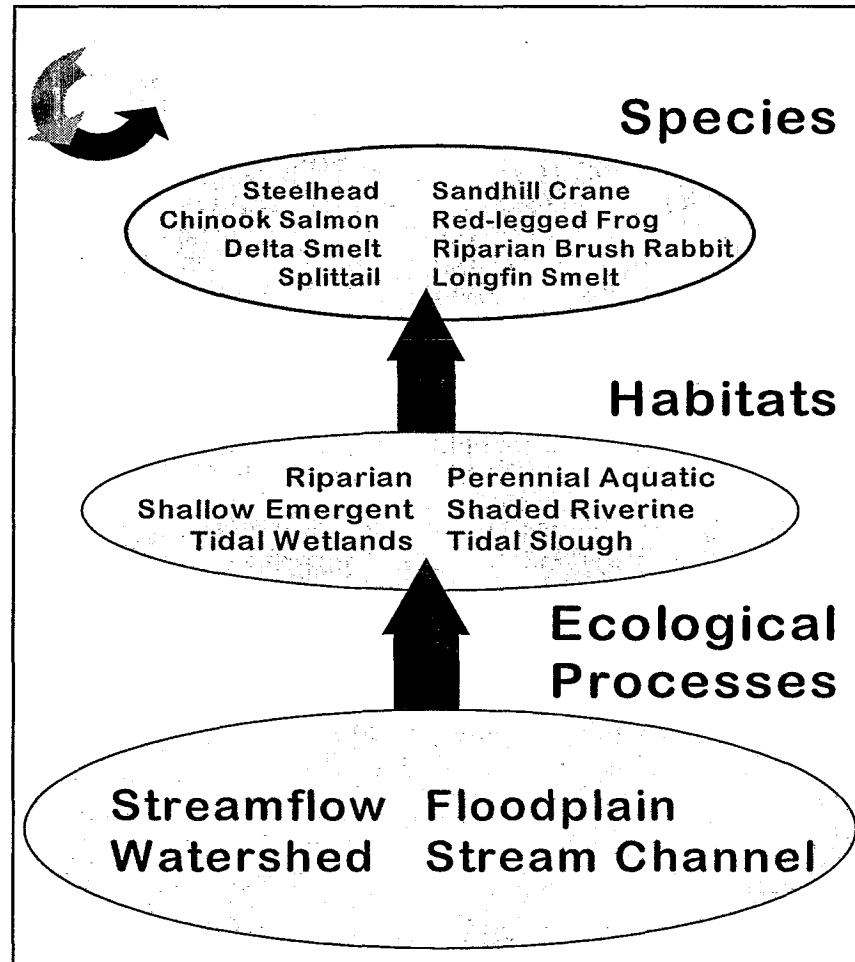 Species
Steelhead Sandhill Crane
Chinook Salmon Red-legged Frog
Delta Smelt Riparian Brush Rabbit
Splittail Longfin Smelt
Habitats
Riparian Perennial Aquatic
Shallow Emergent Shaded Riverine
Tidal Wetlands Tidal Slough
Ecological
Processes
Streamflow Floodplain
Watershed Stream Channel